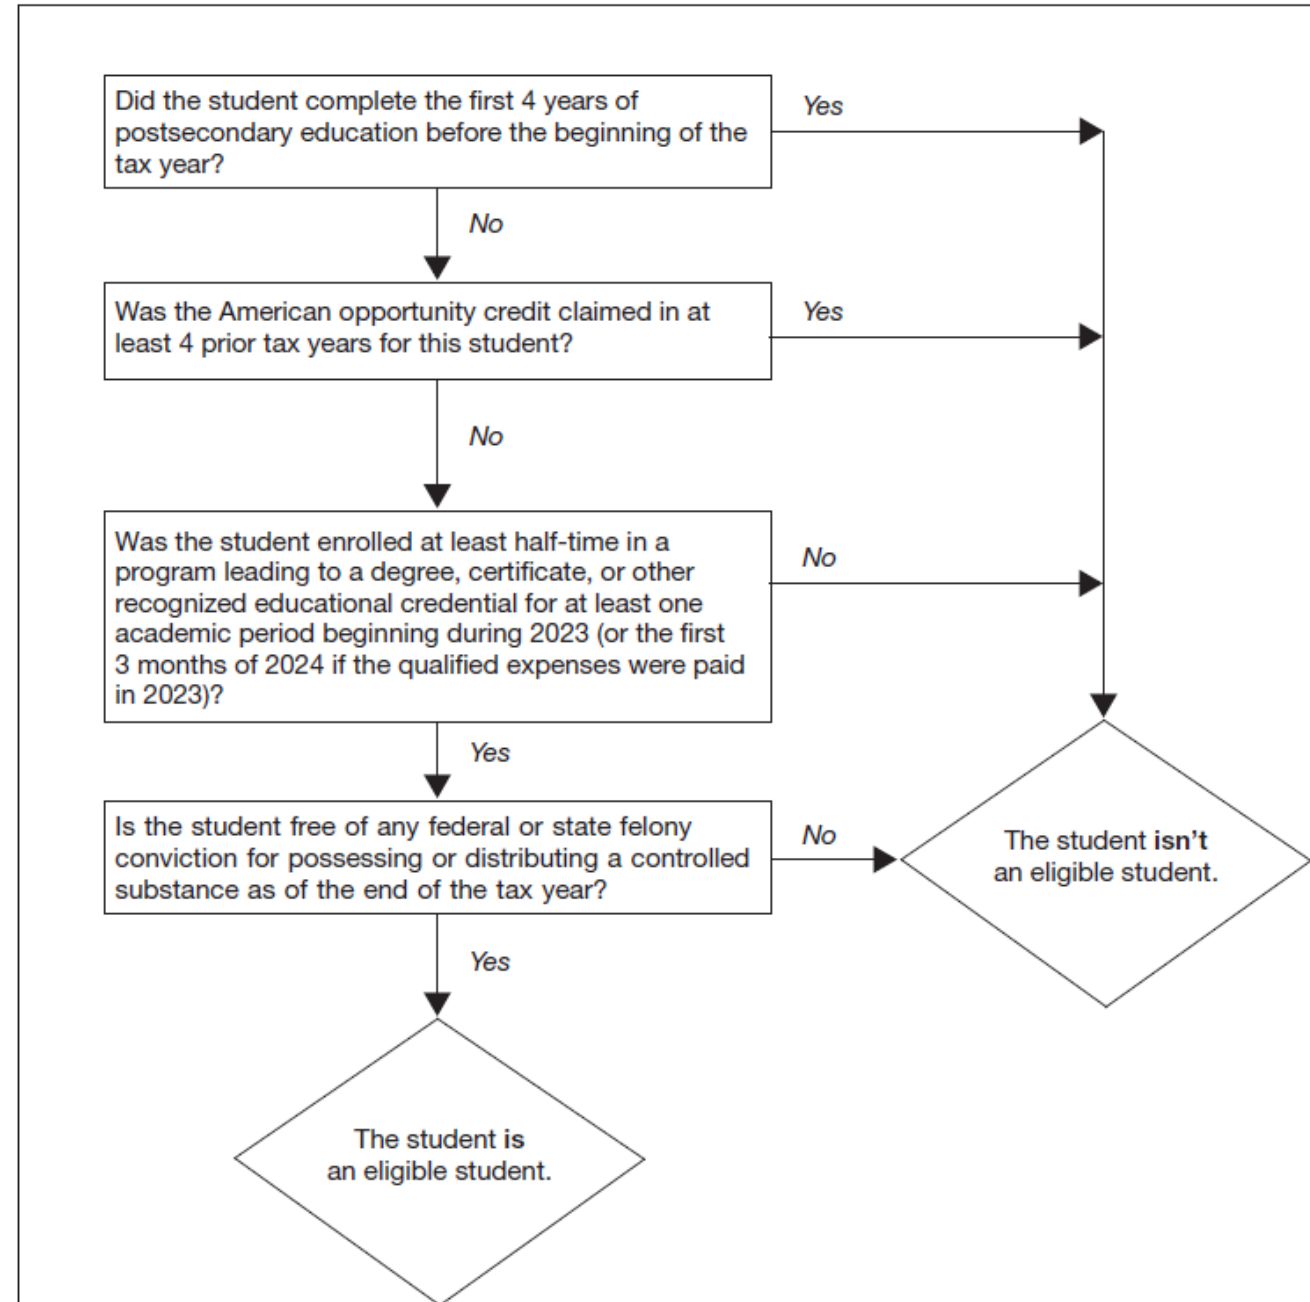 Did the student complete the first 4 years of
postsecondary education before the beginning of the
tax year?
Yes
No
Was the American opportunity credit claimed in at
least 4 prior tax years for this student?
Yes
No
Was the student enrolled at least half-time in a
program leading to a degree, certificate, or other
recognized educational credential for at least one
academic period beginning during 2023 (or the first
3 months of 2024 if the qualified expenses were paid
in 2023)?
No
Yes
Is the student free of any federal or state felony
conviction for possessing or distributing a controlled
substance as of the end of the tax year?
No
The student isn't
an eligible student.
Yes
The student is
an eligible student.